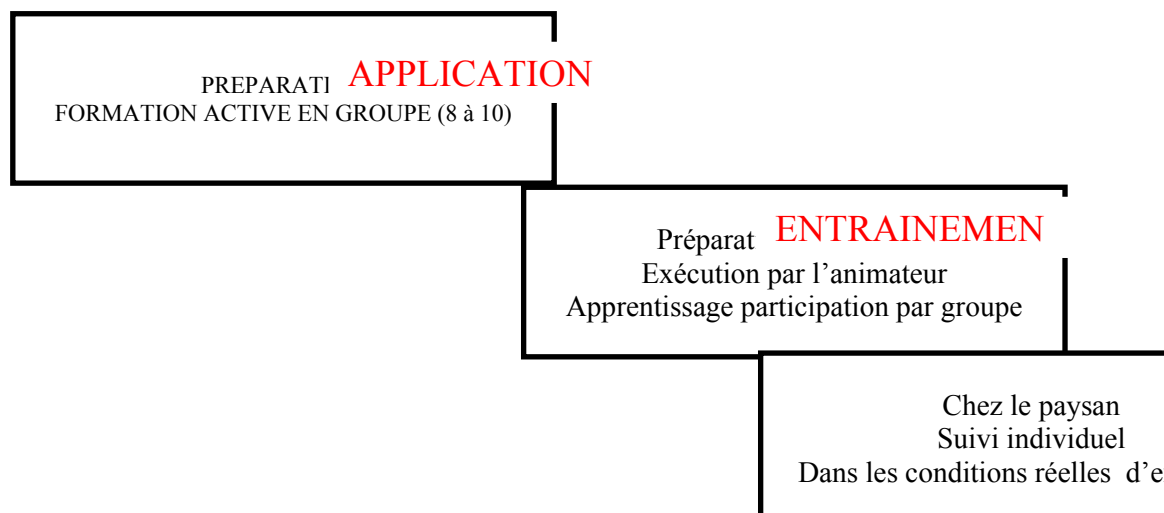 PREPARATI APPLICATION
FORMATION ACTIVE EN GROUPE (8 à 10)
Préparat ENTRAINEMEN
Exécution par l’animateur
Apprentissage participation par groupe
Chez le paysan
Suivi individuel
Dans les conditions réelles d’e